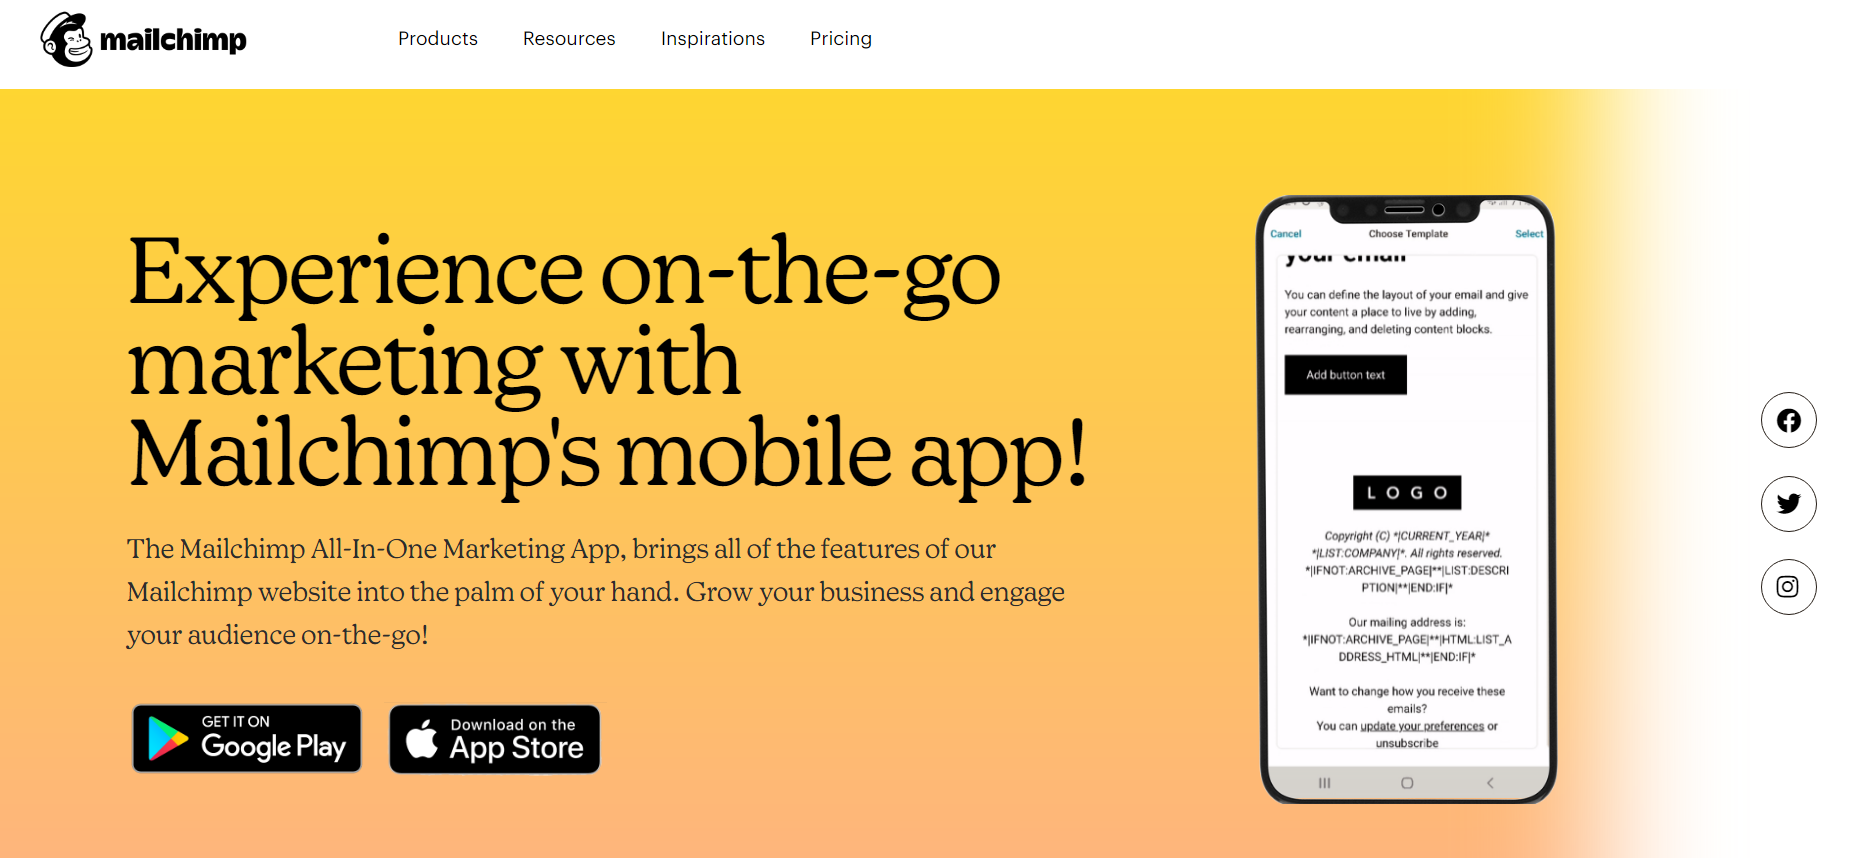 mailchimp
Products Resources Inspirations Pricing
Experience on-the-go
marketing with
Mailchimp's mobile app!
The Mailchimp All-In-One Marketing App, brings all of the features of our
Mailchimp website into the palm of your hand. Grow your business and engage
your audience on-the-go!
GET IT ON
Google Play
Download on the
App Store
Cancel Choose Template Select
your email
You can define the layout of your email and give
your content a place to live by adding,
rearranging, and deleting content blocks.
Add button text
LOGO
Copyright (C) *|CURRENT_YEAR|*
*|LIST:COMPANY|*. All rights reserved.
*|IFNOT:ARCHIVE_PAGE|**|LIST:DESCRI
PTION|**|END:IF|*
Our mailing address is:
*|IFNOT:ARCHIVE_PAGE|**|HTML:LIST_A
DDRESS_HTML|**|END:IF|*
Want to change how you receive these
emails?
You can update your preferences or
unsubscribe